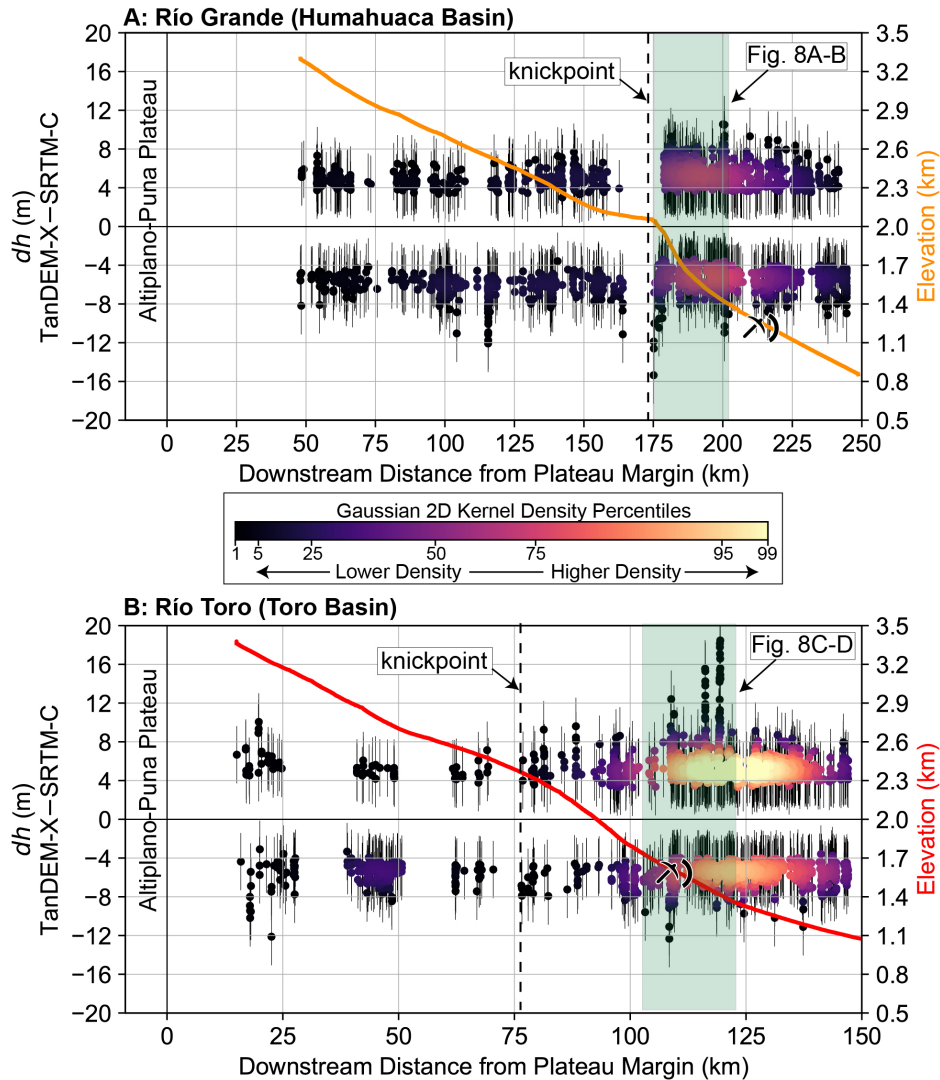 A: Río Grande (Humahuaca Basin)
20
16
12
8
4
0
−4
−8
−12
−16
−20
dh (m)
TanDEM-X−SRTM-C
Altiplano-Puna Plateau
knickpoint
Fig. 8A-B
3.5
3.2
2.9
2.6
2.3
2.0
1.7
1.4
1.1
0.8
0.5
Elevation (km)
0 25 50 75 100 125 150 175 200 225 250
Downstream Distance from Plateau Margin (km)
Gaussian 2D Kernel Density Percentiles
1 5 25 50 75 95 99
Lower Density Higher Density
B: Río Toro (Toro Basin)
20
16
12
8
4
0
−4
−8
−12
−16
−20
dh (m)
TanDEM-X−SRTM-C
Altiplano-Puna Plateau
knickpoint
Fig. 8C-D
3.5
3.2
2.9
2.6
2.3
2.0
1.7
1.4
1.1
0.8
0.5
Elevation (km)
0 25 50 75 100 125 150
Downstream Distance from Plateau Margin (km)